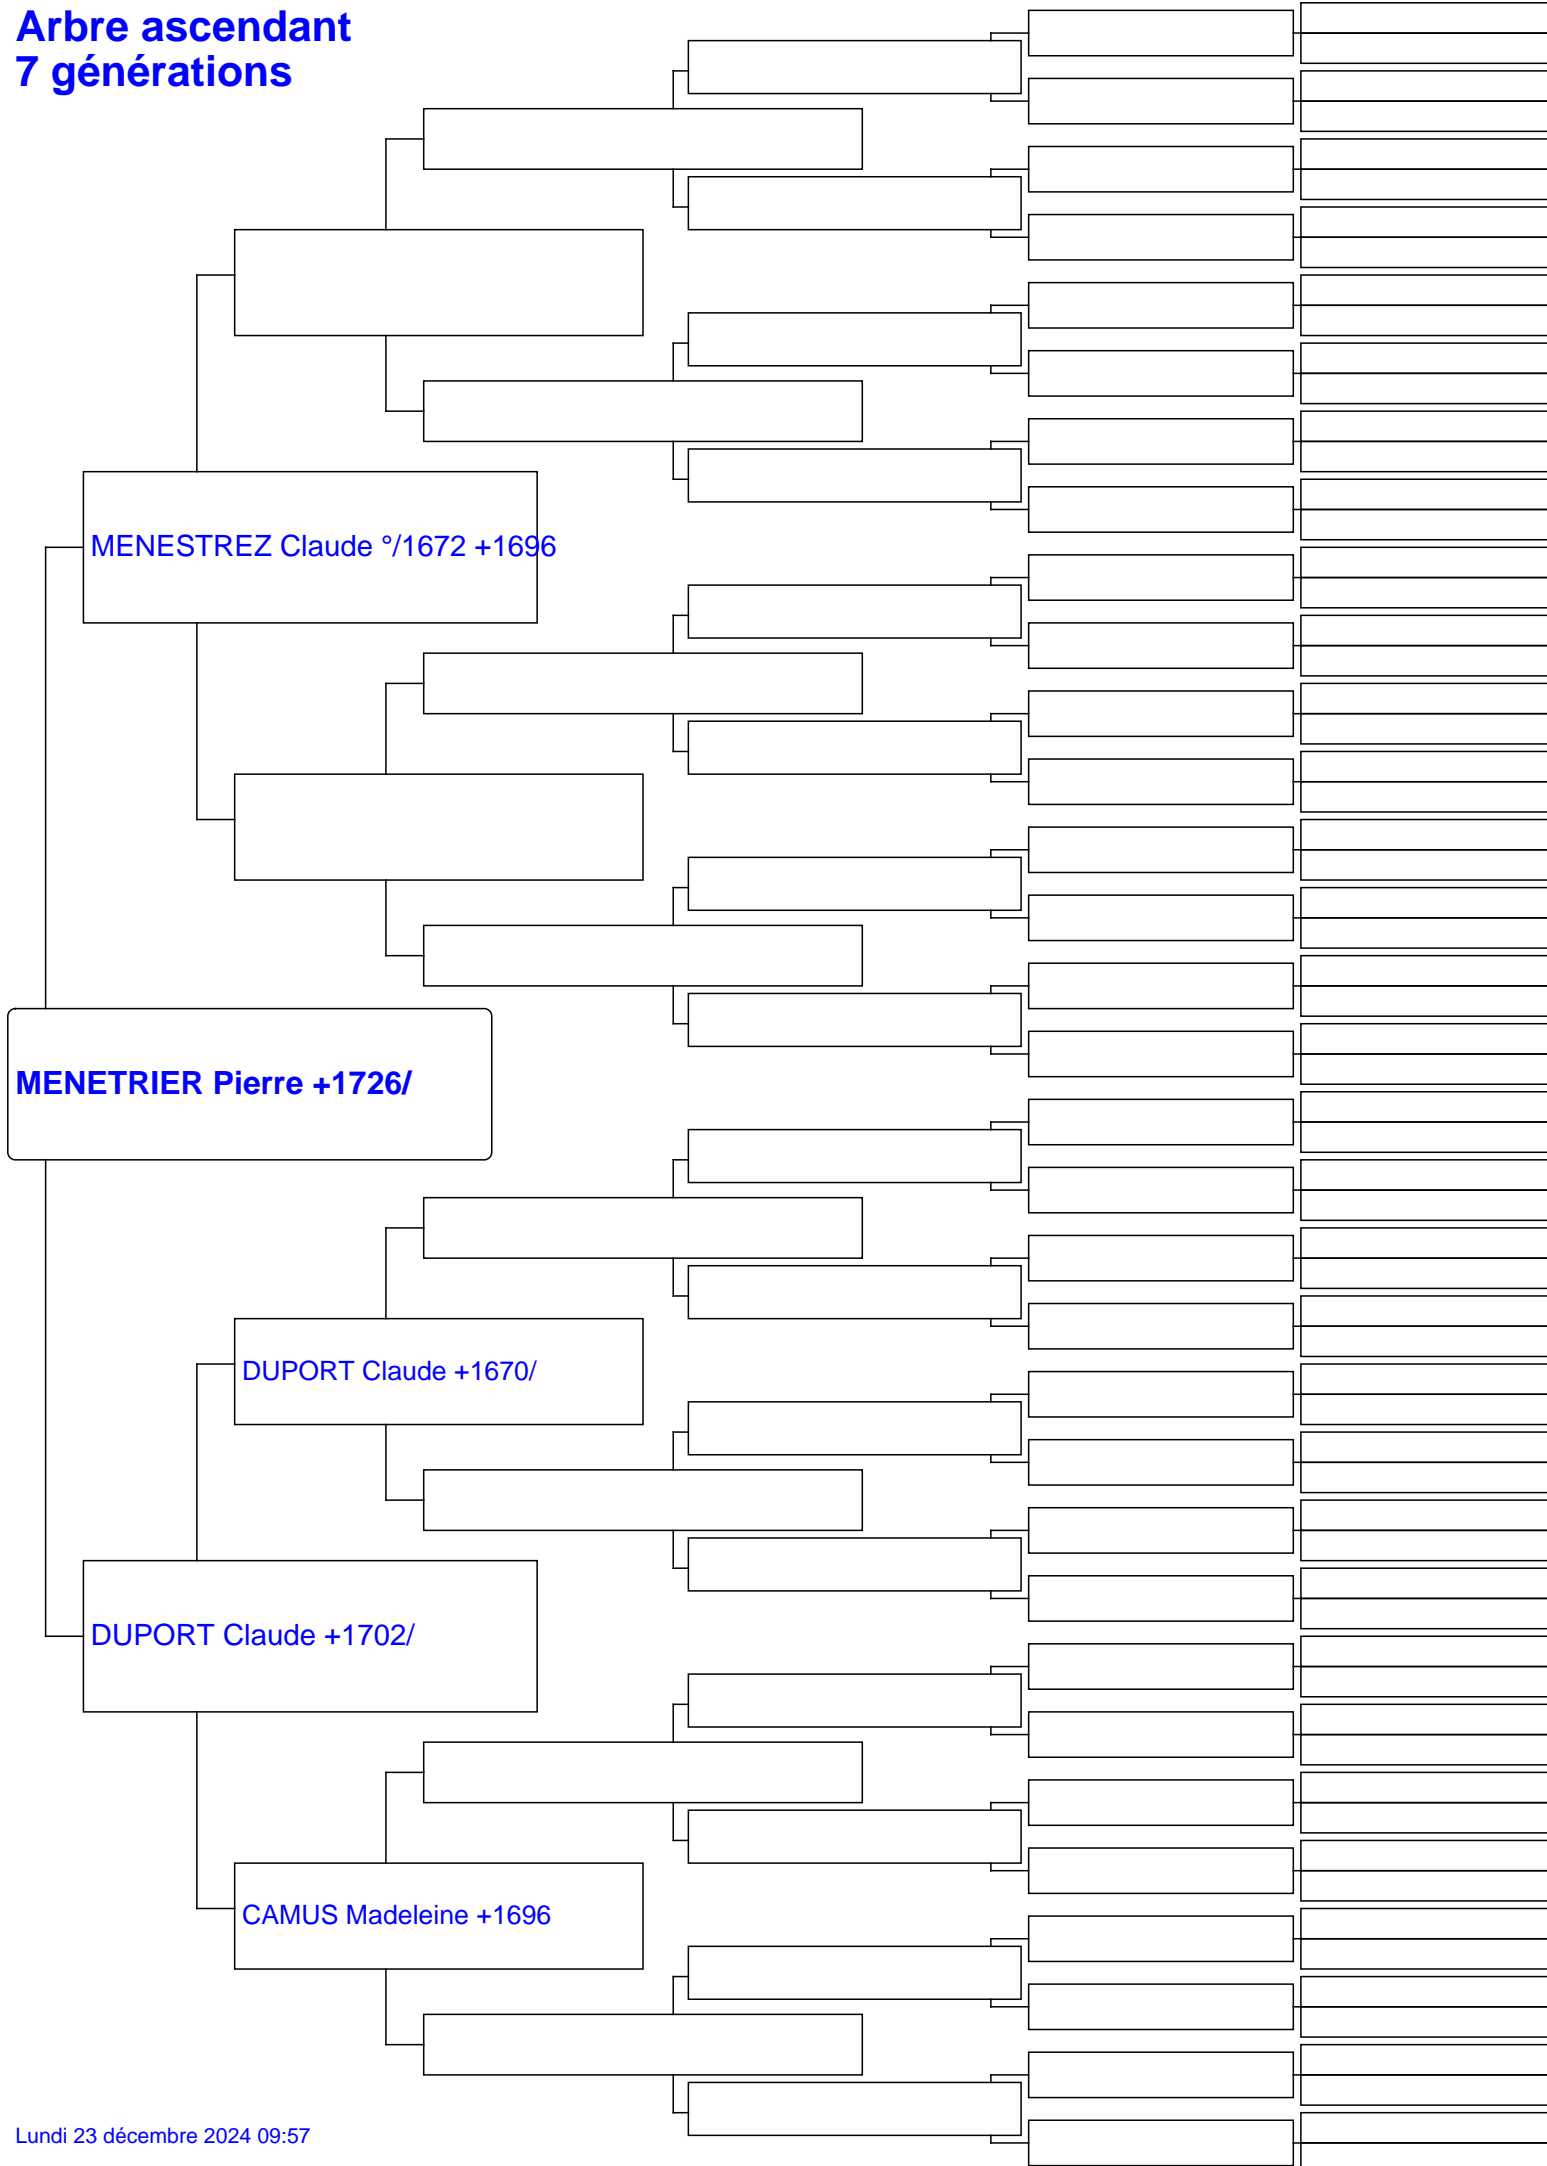 Arbre ascendant
7 générations
MENESTREZ Claude °/1672 +1696
MENETRIER Pierre +1726/
DUPORT Claude +1670/
DUPORT Claude +1702/
CAMUS Madeleine +1696
Lundi 23 décembre 2024 09:57